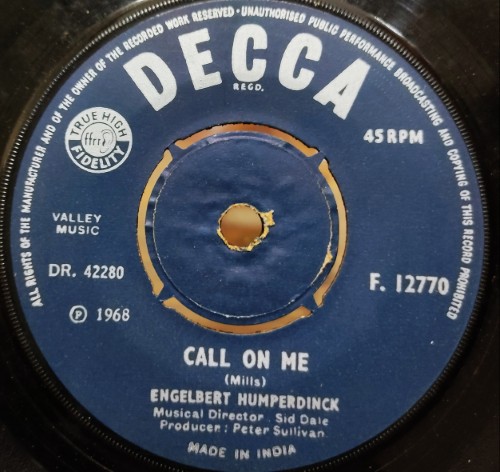 ALL RIGHTS OF THE MANUFACTURER AND OF THE OWNER OF THE RECORDED WORK RESERVED · UNAUTHORISED PUBLIC PERFORMANCE BROADCASTING AND COPYING OF THIS RECORD PROHIBITED
DECCA
REGD.
TRUE HIGH
ffrr
FIDELITY
45 RPM
VALLEY
MUSIC
DR. 42280
F. 12770
℗ 1968
CALL ON ME
(Mills)
ENGELBERT HUMPERDINCK
Musical Director . Sid Dale
Producer : Peter Sullivan
MADE IN INDIA